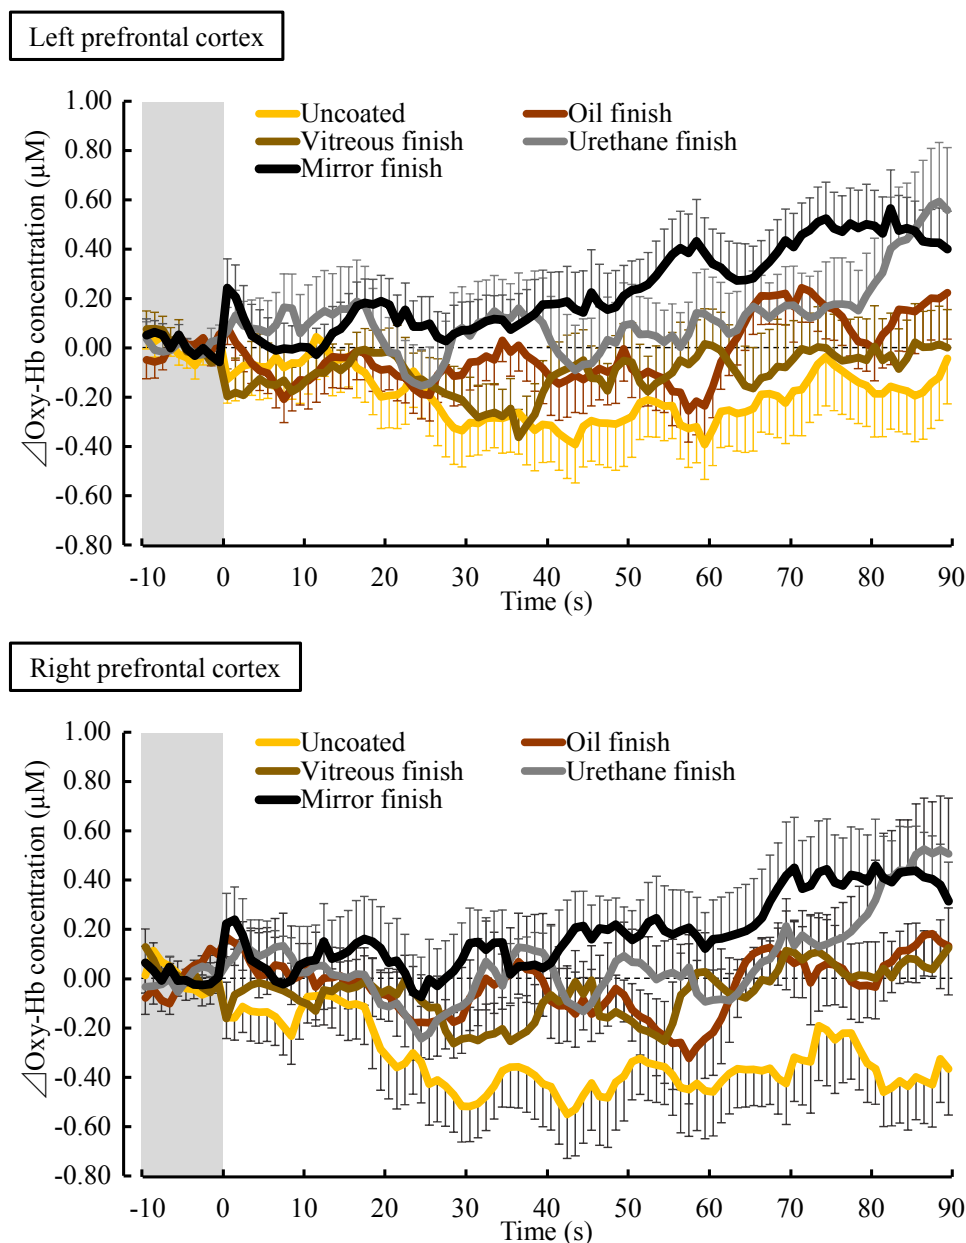 Left prefrontal cortex
⊿Oxy-Hb concentration (μM)
1.00
0.80
0.60
0.40
0.20
0.00
-0.20
-0.40
-0.60
-0.80
Uncoated
Oil finish
Vitreous finish
Urethane finish
Mirror finish
-10 0 10 20 30 40 50 60 70 80 90
Time (s)
Right prefrontal cortex
⊿Oxy-Hb concentration (μM)
1.00
0.80
0.60
0.40
0.20
0.00
-0.20
-0.40
-0.60
-0.80
Uncoated
Oil finish
Vitreous finish
Urethane finish
Mirror finish
-10 0 10 20 30 40 50 60 70 80 90
Time (s)